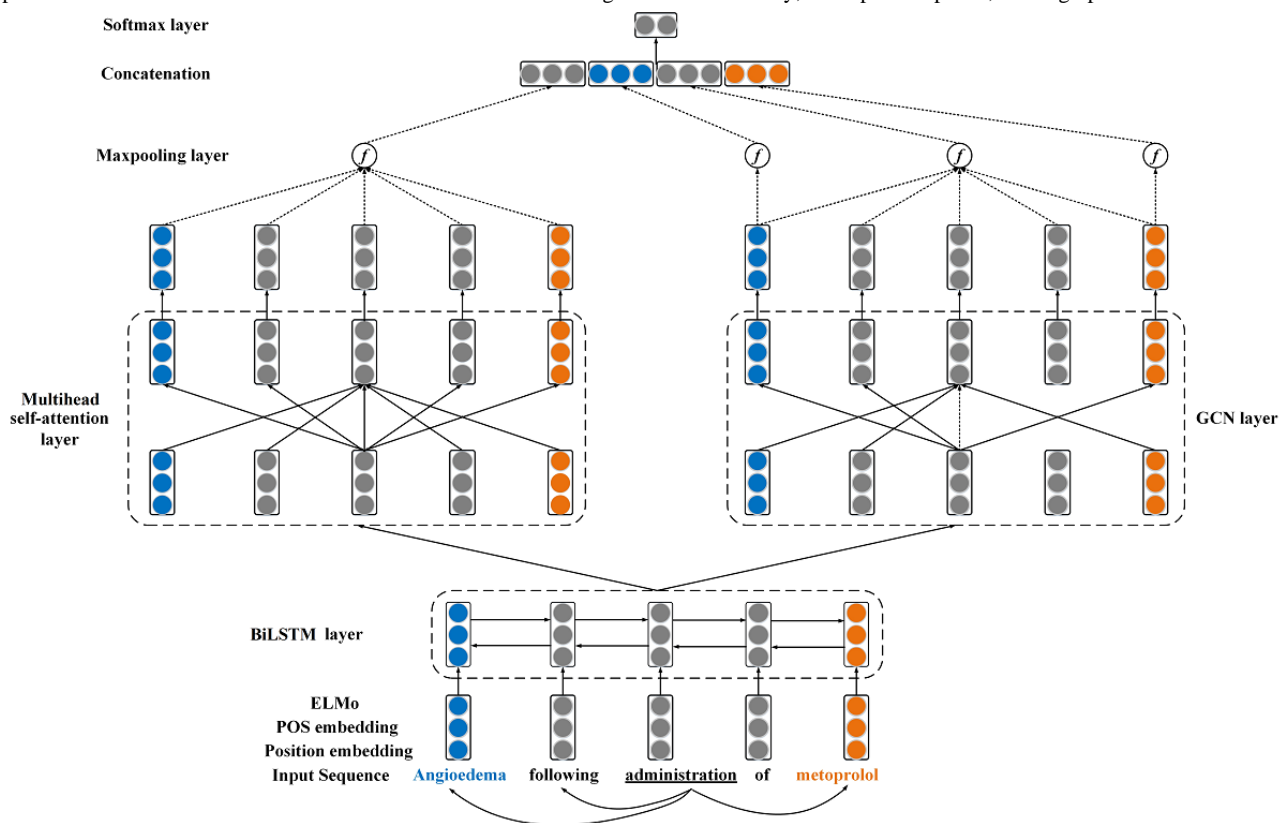 Softmax layer
Concatenation
Maxpooling layer
f f f f
Multihead
self-attention
layer
GCN layer
BiLSTM layer
ELMo
POS embedding
Position embedding
Input Sequence Angioedema following administration of metoprolol